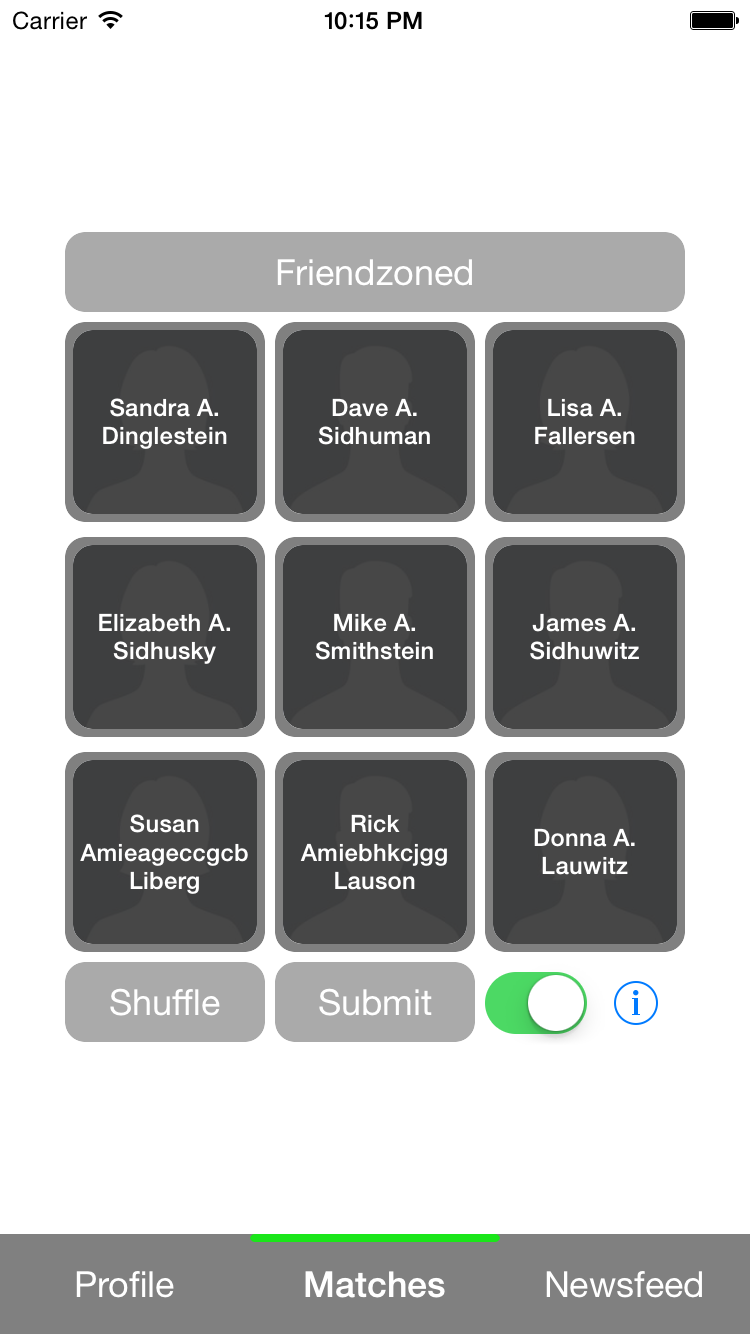 Carrier 10:15 PM
Friendzoned
Sandra A.
Dinglestein
Dave A.
Sidhuman
Lisa A.
Fallersen
Elizabeth A.
Sidhusky
Mike A.
Smithstein
James A.
Sidhuwitz
Susan
Amieageccgcb
Liberg
Rick
Amiebhkcjgg
Lauson
Donna A.
Lauwitz
Shuffle Submit i
Profile Matches Newsfeed